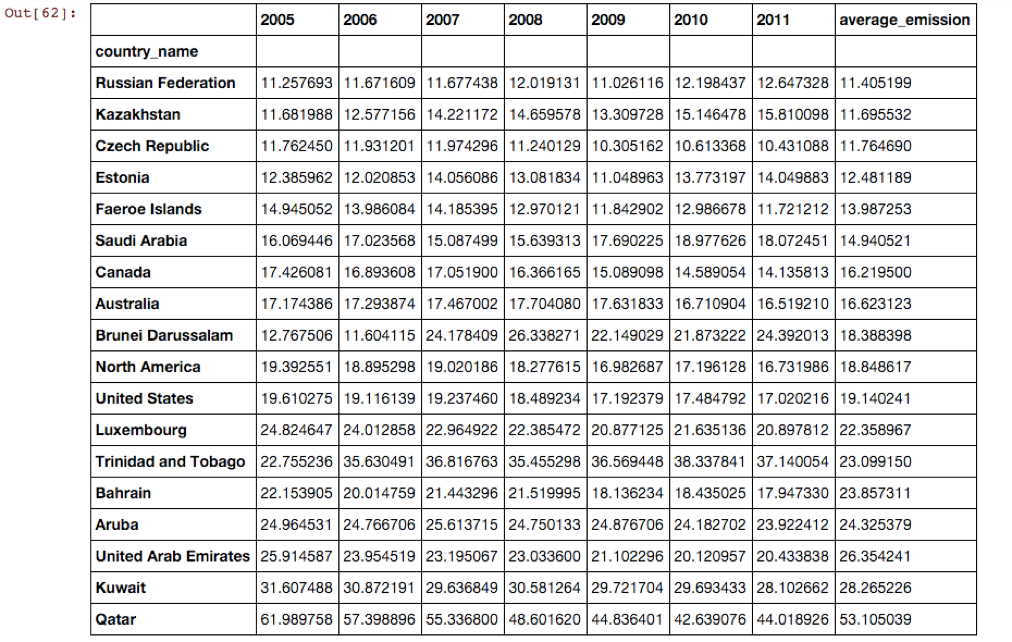 Out[62]:
2005 2006 2007 2008 2009 2010 2011 average_emission
country_name
Russian Federation 11.257693 11.671609 11.677438 12.019131 11.026116 12.198437 12.647328 11.405199
Kazakhstan 11.681988 12.577156 14.221172 14.659578 13.309728 15.146478 15.810098 11.695532
Czech Republic 11.762450 11.931201 11.974296 11.240129 10.305162 10.613368 10.431088 11.764690
Estonia 12.385962 12.020853 14.056086 13.081834 11.048963 13.773197 14.049883 12.481189
Faeroe Islands 14.945052 13.986084 14.185395 12.970121 11.842902 12.986678 11.721212 13.987253
Saudi Arabia 16.069446 17.023568 15.087499 15.639313 17.690225 18.977626 18.072451 14.940521
Canada 17.426081 16.893608 17.051900 16.366165 15.089098 14.589054 14.135813 16.219500
Australia 17.174386 17.293874 17.467002 17.704080 17.631833 16.710904 16.519210 16.623123
Brunei Darussalam 12.767506 11.604115 24.178409 26.338271 22.149029 21.873222 24.392013 18.388398
North America 19.392551 18.895298 19.020186 18.277615 16.982687 17.196128 16.731986 18.848617
United States 19.610275 19.116139 19.237460 18.489234 17.192379 17.484792 17.020216 19.140241
Luxembourg 24.824647 24.012858 22.964922 22.385472 20.877125 21.635136 20.897812 22.358967
Trinidad and Tobago 22.755236 35.630491 36.816763 35.455298 36.569448 38.337841 37.140054 23.099150
Bahrain 22.153905 20.014759 21.443296 21.519995 18.136234 18.435025 17.947330 23.857311
Aruba 24.964531 24.766706 25.613715 24.750133 24.876706 24.182702 23.922412 24.325379
United Arab Emirates 25.914587 23.954519 23.195067 23.033600 21.102296 20.120957 20.433838 26.354241
Kuwait 31.607488 30.872191 29.636849 30.581264 29.721704 29.693433 28.102662 28.265226
Qatar 61.989758 57.398896 55.336800 48.601620 44.836401 42.639076 44.018926 53.105039